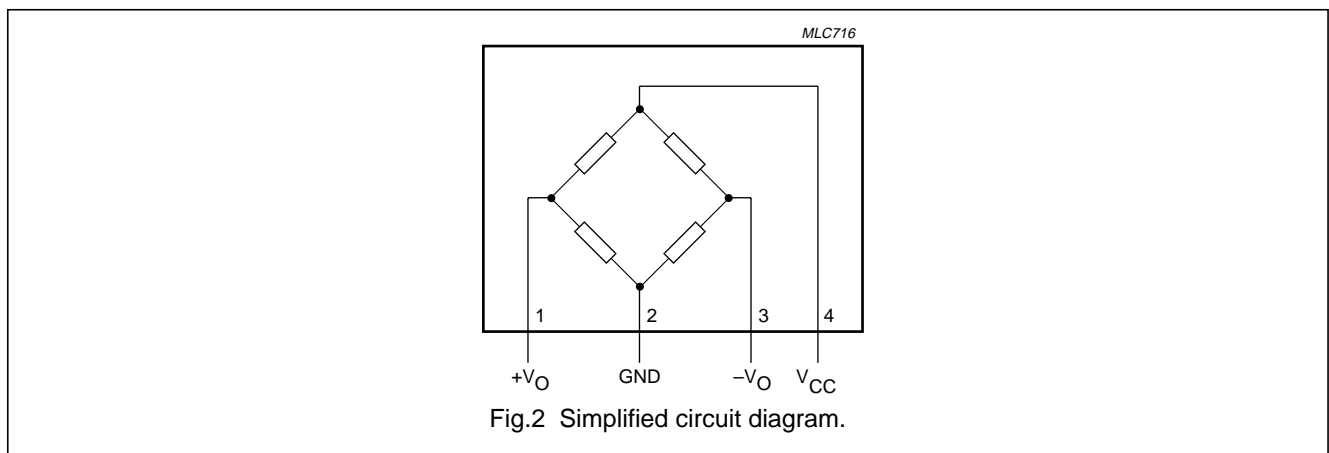 MLC716
1 2 3 4
+VO GND –VO VCC
Fig.2 Simplified circuit diagram.